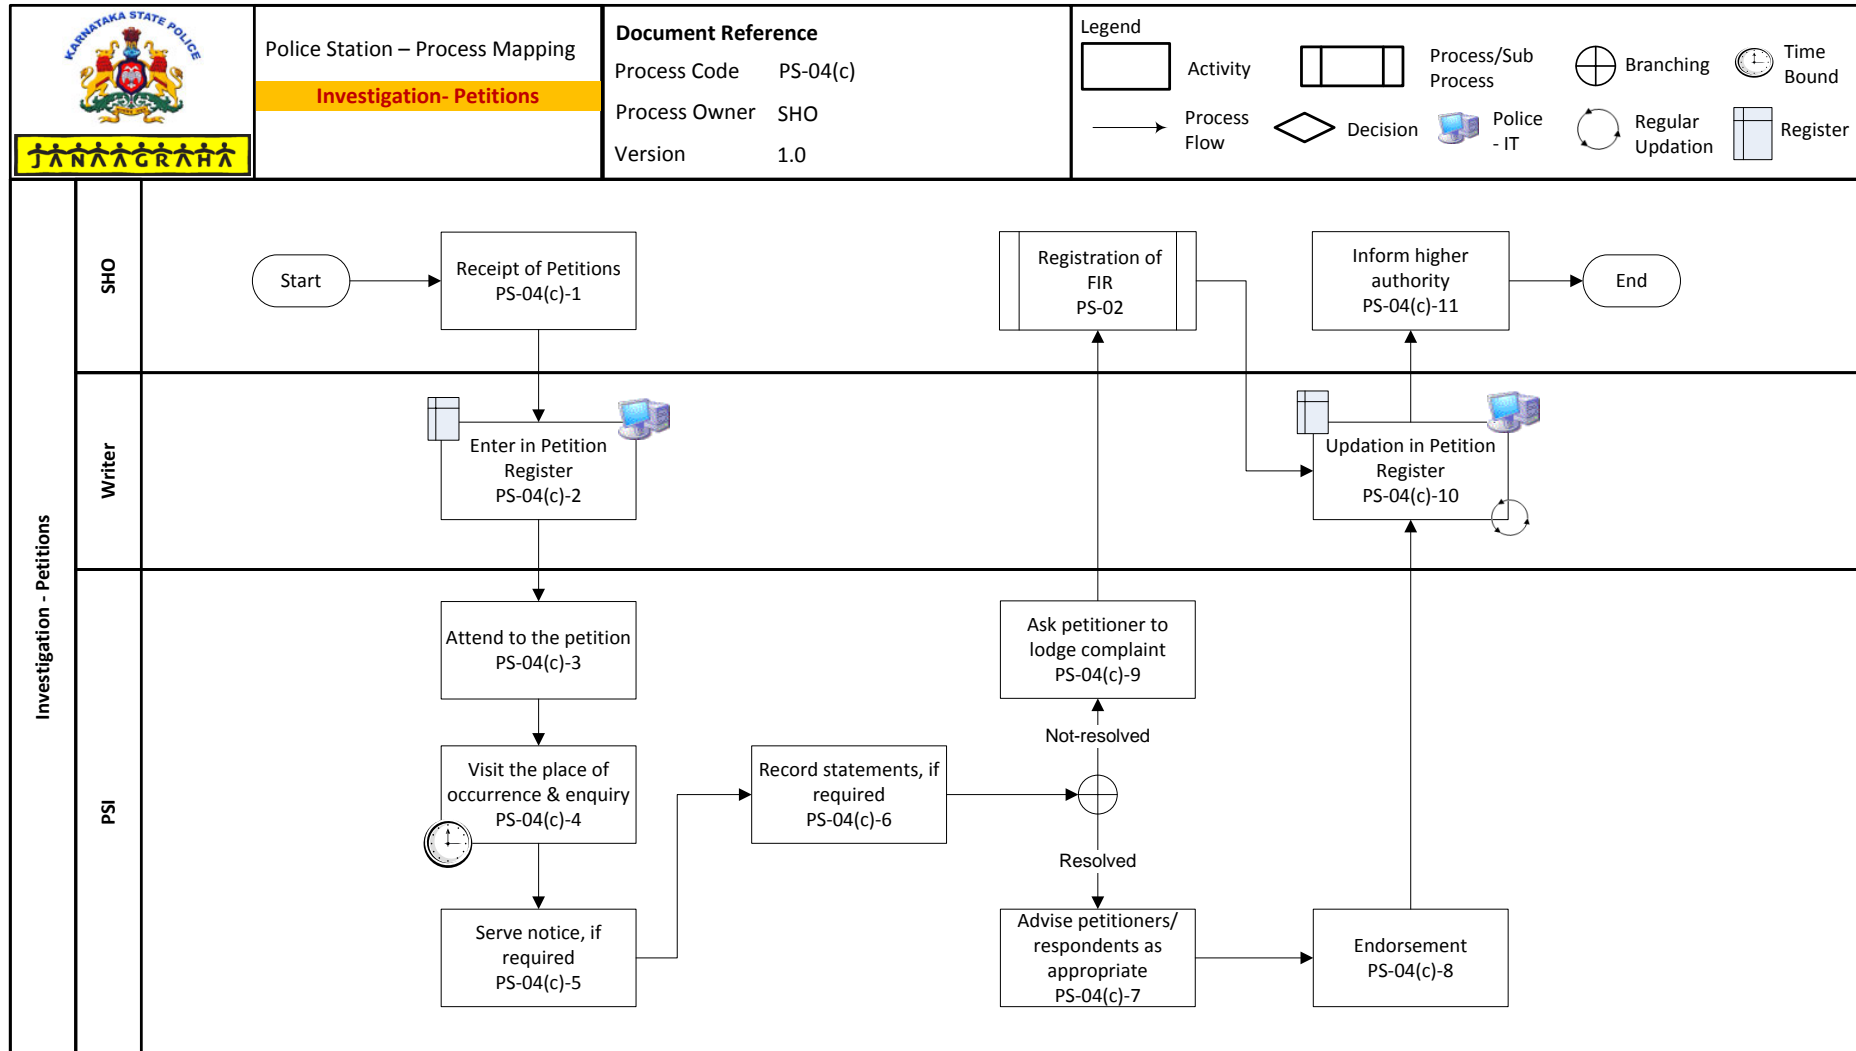 KARNATAKA STATE POLICE
JANAAGRAHA
Police Station – Process Mapping
Investigation- Petitions
Document Reference
Process Code PS-04(c)
Process Owner SHO
Version 1.0
Legend
Activity
Process/Sub
Process
Branching
Time
Bound
Process
Flow
Decision
Police
- IT
Regular
Updation
Register
Investigation - Petitions
SHO
Start
Receipt of Petitions
PS-04(c)-1
Registration of
FIR
PS-02
Inform higher
authority
PS-04(c)-11
End
Writer
Enter in Petition
Register
PS-04(c)-2
Updation in Petition
Register
PS-04(c)-10
PSI
Attend to the petition
PS-04(c)-3
Ask petitioner to
lodge complaint
PS-04(c)-9
Not-resolved
Visit the place of
occurrence & enquiry
PS-04(c)-4
Record statements, if
required
PS-04(c)-6
Resolved
Serve notice, if
required
PS-04(c)-5
Advise petitioners/
respondents as
appropriate
PS-04(c)-7
Endorsement
PS-04(c)-8